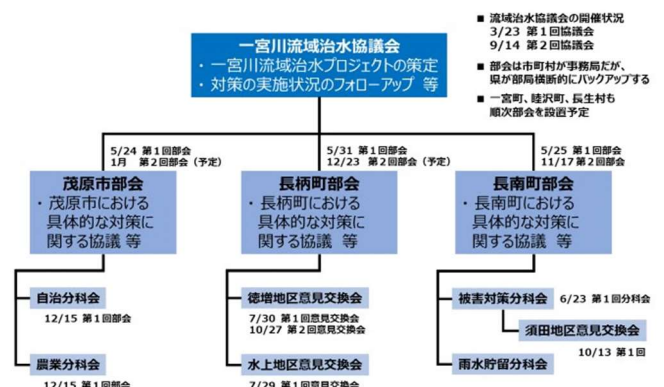 一宮川流域治水協議会
・一宮川流域治水プロジェクトの策定
・対策の実施状況のフォローアップ 等
■ 流域治水協議会の開催状況
3/23 第1回協議会
9/14 第2回協議会
■ 部会は市町村が事務局だが、
県が部局横断的にバックアップする
■ 一宮町、睦沢町、長生村も
順次部会を設置予定
5/24 第1回部会
1月 第2回部会（予定）
茂原市部会
・茂原市における
具体的な対策に
関する協議 等
自治分科会
12/15 第1回部会
農業分科会
12/15 第1回部会
5/31 第1回部会
12/23 第2回部会（予定）
長柄町部会
・長柄町における
具体的な対策に
関する協議 等
徳増地区意見交換会
7/30 第1回意見交換会
10/27 第2回意見交換会
水上地区意見交換会
7/29 第1回意見交換会
5/25 第1回部会
11/17 第2回部会
長南町部会
・長南町における
具体的な対策に
関する協議 等
被害対策分科会
6/23 第1回分科会
須田地区意見交換会
10/13 第1回
雨水貯留分科会